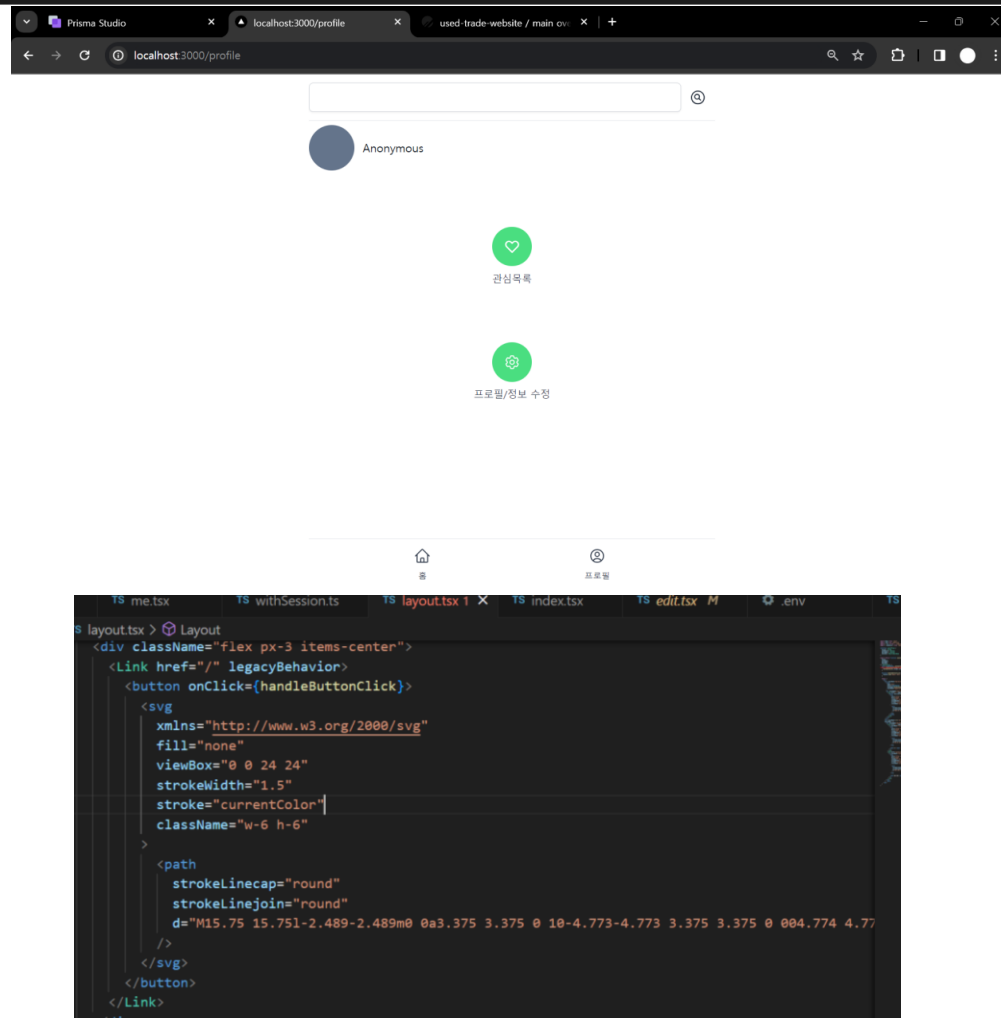 Prisma Studio
localhost:3000/profile
used-trade-website / main ov
localhost:3000/profile
Anonymous
관심목록
프로필/정보 수정
홈
프로필
TS me.tsx TS withSession.ts TS layout.tsx 1 TS index.tsx TS edit.tsx M .env TS
layout.tsx > Layout
<div className="flex px-3 items-center">
<Link href="/" legacyBehavior>
<button onClick={handleButtonClick}>
<svg
xmlns="http://www.w3.org/2000/svg"
fill="none"
viewBox="0 0 24 24"
strokeWidth="1.5"
stroke="currentColor"
className="w-6 h-6"
>
<path
strokeLinecap="round"
strokeLinejoin="round"
d="M15.75 15.75l-2.489-2.489m0 0a3.375 3.375 0 10-4.773-4.773 3.375 3.375 0 004.774 4.77
/>
</svg>
</button>
</Link>